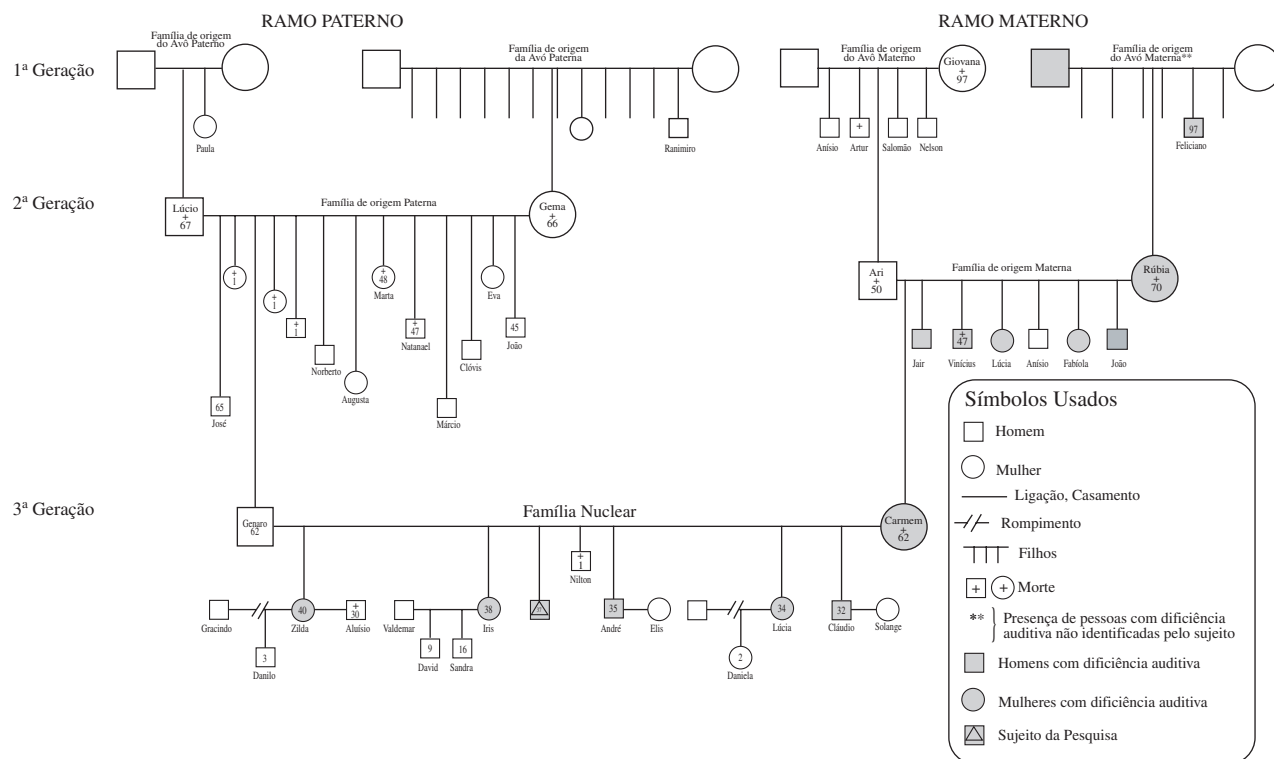 RAMO PATERNO
RAMO MATERNO
1ª Geração
Família de origem
do Avô Paterno
Família de origem
da Avó Paterna
Família de origem
do Avô Materno
Giovana
+
97
Família de origem
do Avó Materna**
Paula
Ranimiro
Anísio
+
Artur
Salomão
Nelson
97
Feliciano
2ª Geração
Lúcio
+
67
Família de origem Paterna
Gema
+
66
Ari
+
50
Família de origem Materna
Rúbia
+
70
65
José
+
1
+
1
+
1
Norberto
Augusta
+
48
Marta
+
47
Natanael
Márcio
Clóvis
Eva
45
João
Jair
+
47
Vinícius
Lúcia
Anísio
Fabíola
João
3ª Geração
Genaro
62
Família Nuclear
Carmem
+
62
Gracindo
40
Zilda
+
30
Aluísio
3
Danilo
Valdemar
38
Iris
9
David
16
Sandra
+
1
Nilton
35
André
Elis
34
Lúcia
2
Daniela
32
Cláudio
Solange
Símbolos Usados
Homem
Mulher
Ligação, Casamento
Rompimento
Filhos
+ + Morte
** Presença de pessoas com dificiência
auditiva não identificadas pelo sujeito
Homens com dificiência auditiva
Mulheres com dificiência auditiva
Sujeito da Pesquisa